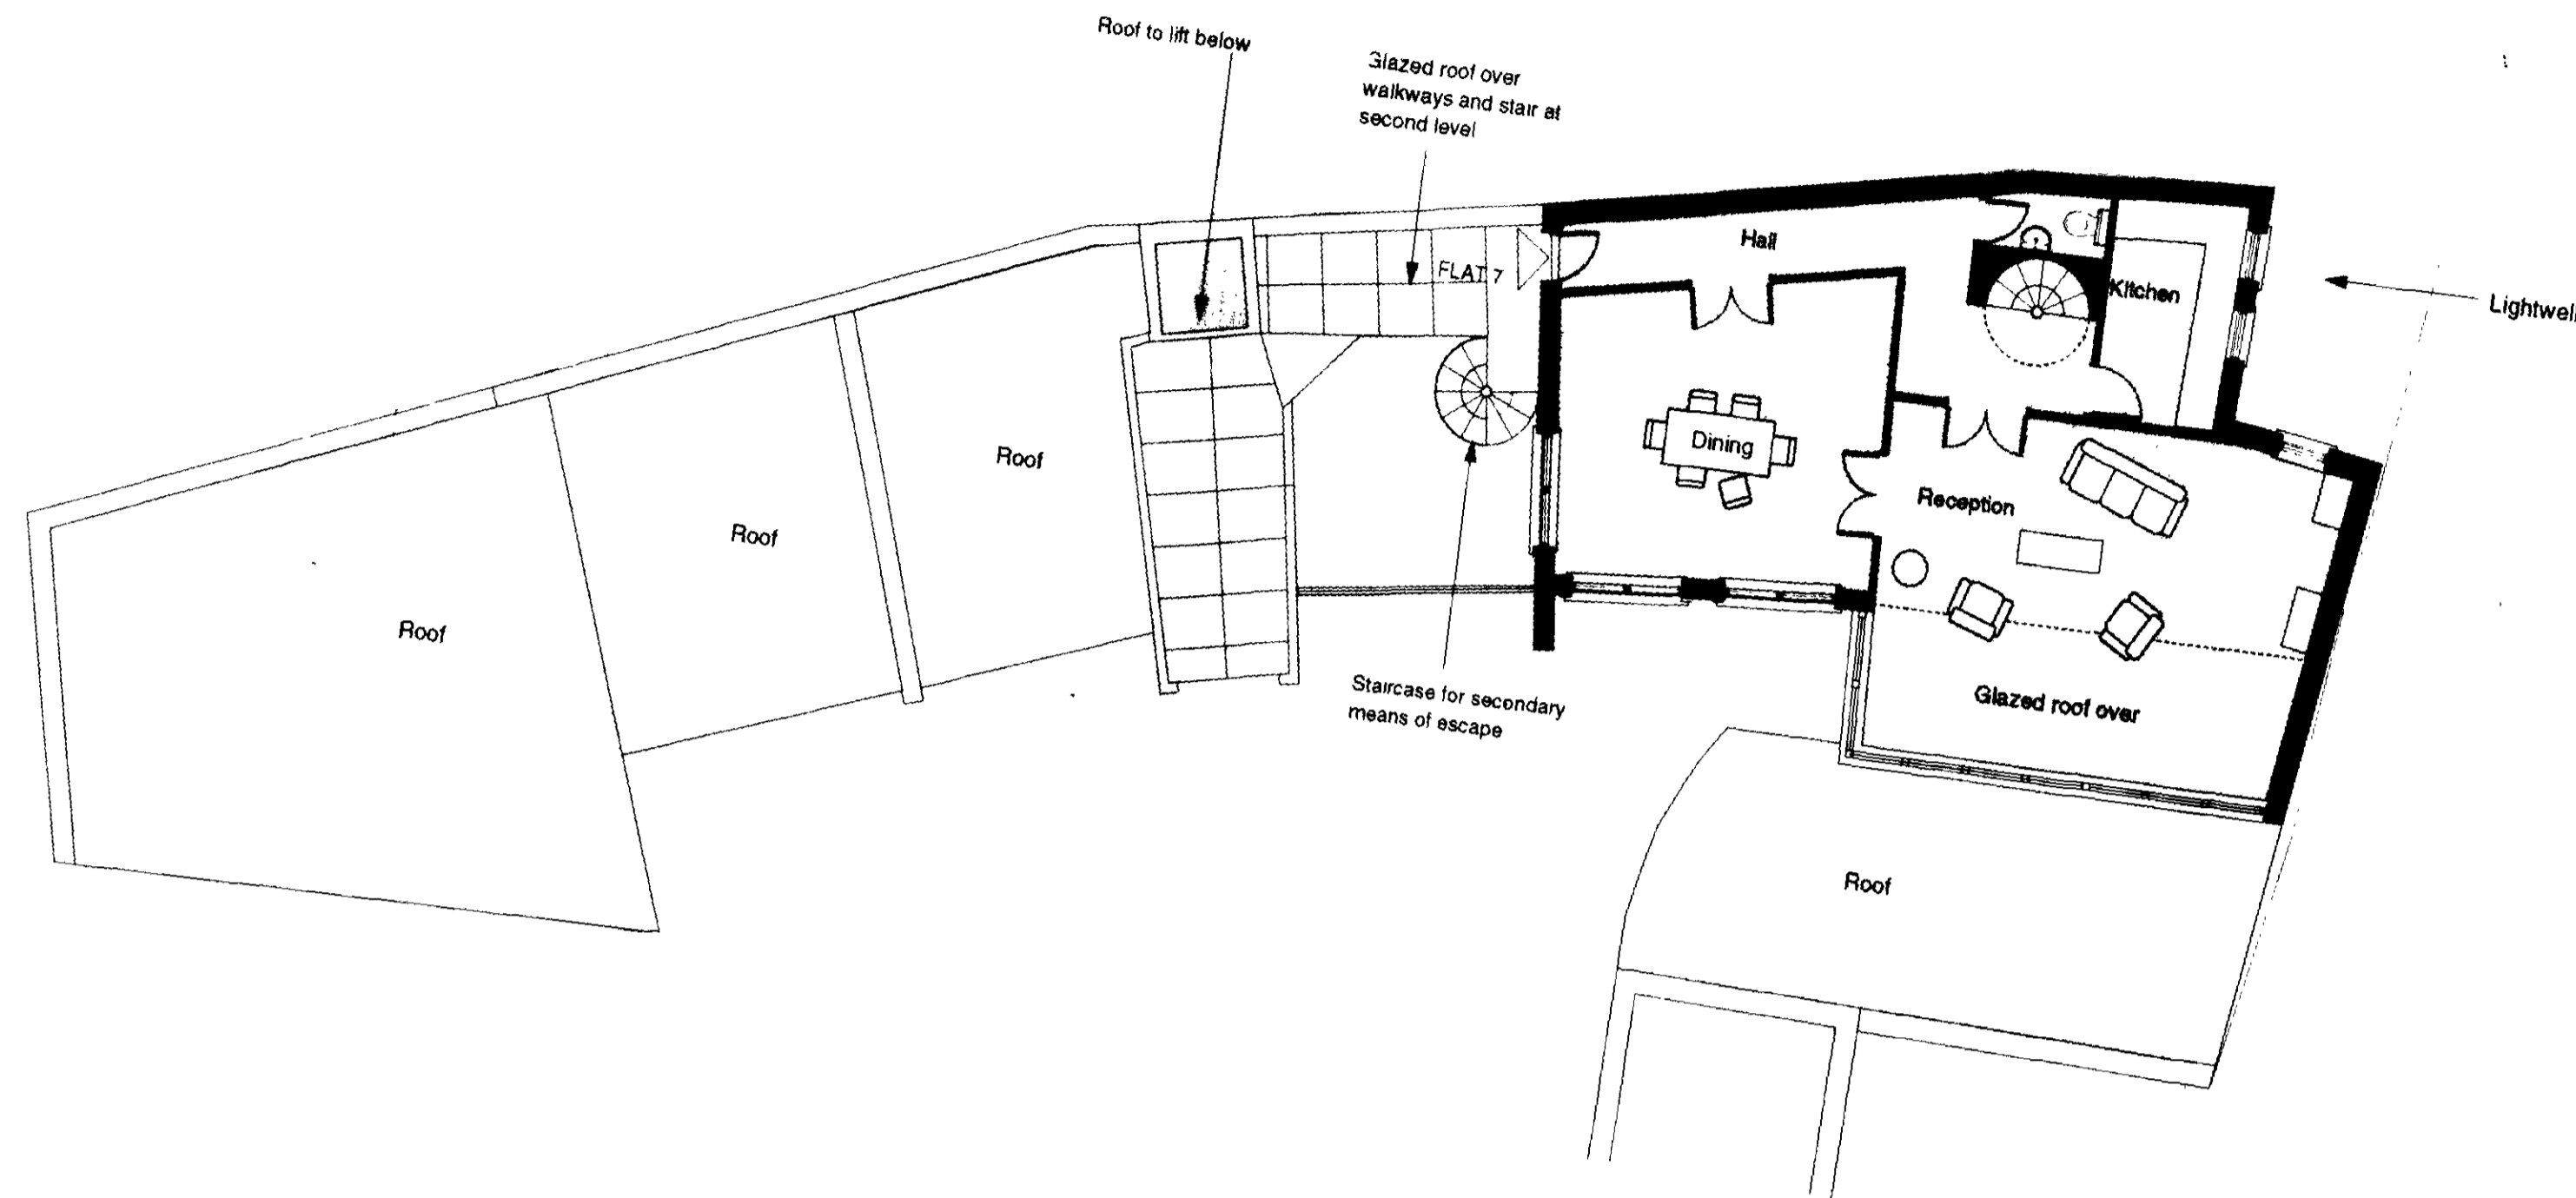 Roof to lift below
Glazed roof over
walkways and stair at
second level
Hall
FLAT 7
Kitchen
Lightwell
Dining
Roof
Reception
Roof
Roof
Staircase for secondary
means of escape
Glazed roof over
Roof